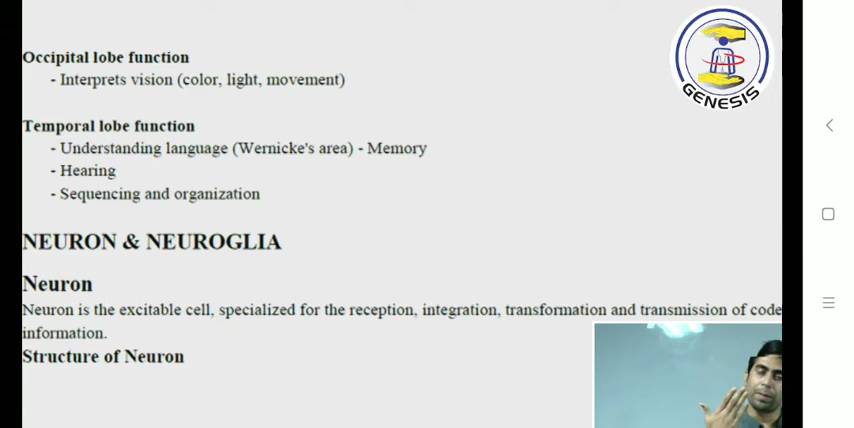 GENESIS
Occipital lobe function
- Interprets vision (color, light, movement)
Temporal lobe function
- Understanding language (Wernicke's area) - Memory
- Hearing
- Sequencing and organization
NEURON & NEUROGLIA
Neuron
Neuron is the excitable cell, specialized for the reception, integration, transformation and transmission of code
information.
Structure of Neuron